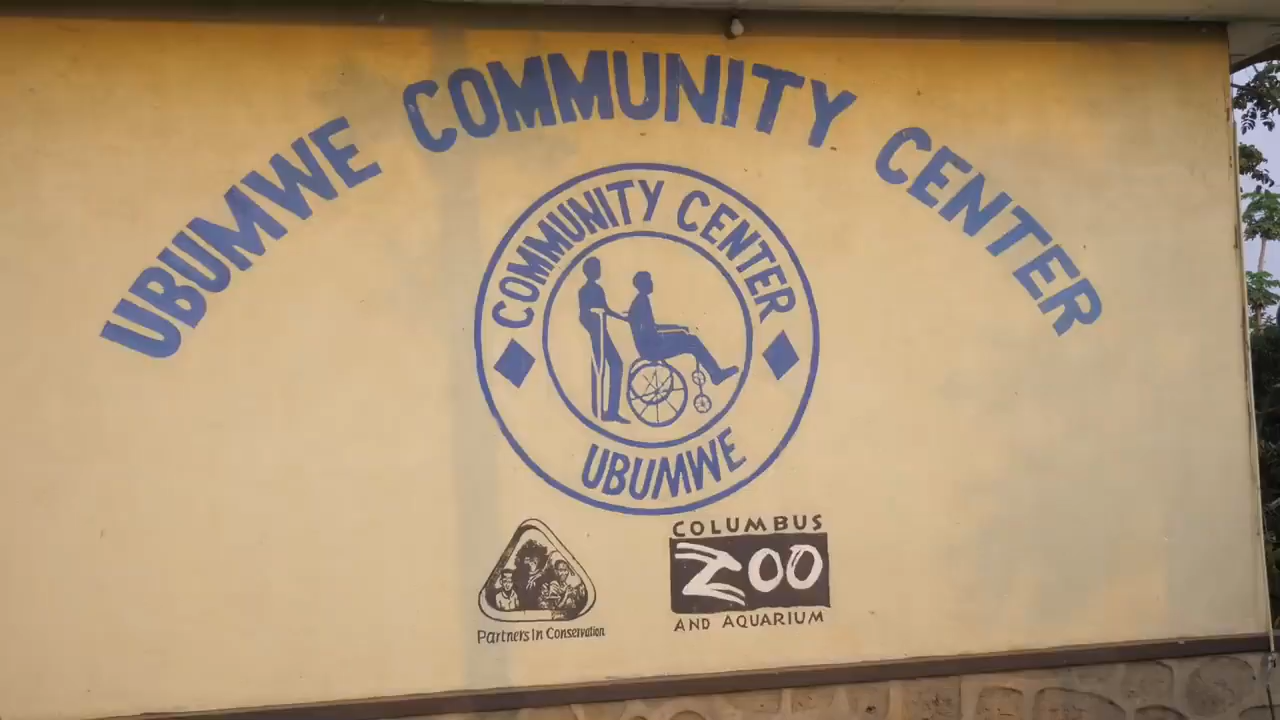 UBUMWE COMMUNITY CENTER
COMMUNITY CENTER
UBUMWE
Partners In Conservation
COLUMBUS
ZOO
AND AQUARIUM